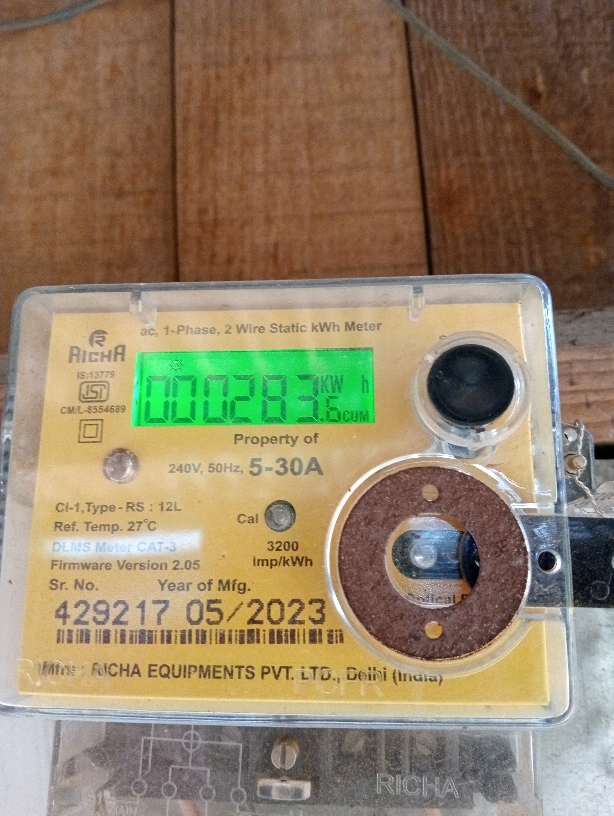 ac, 1-Phase, 2 Wire Static kWh Meter
RICHA
IS:13779
ISI
CM/L-8554689
000283.6 KW h CUM
Property of
240V, 50Hz, 5-30A
Cl-1,Type-RS : 12L
Ref. Temp. 27°C
Cal
DLMS Meter CAT-3
3200
Imp/kWh
Firmware Version 2.05
Sr. No. Year of Mfg.
429217 05/2023
Mfrs : RICHA EQUIPMENTS PVT. LTD., Delhi (India)
RICHA